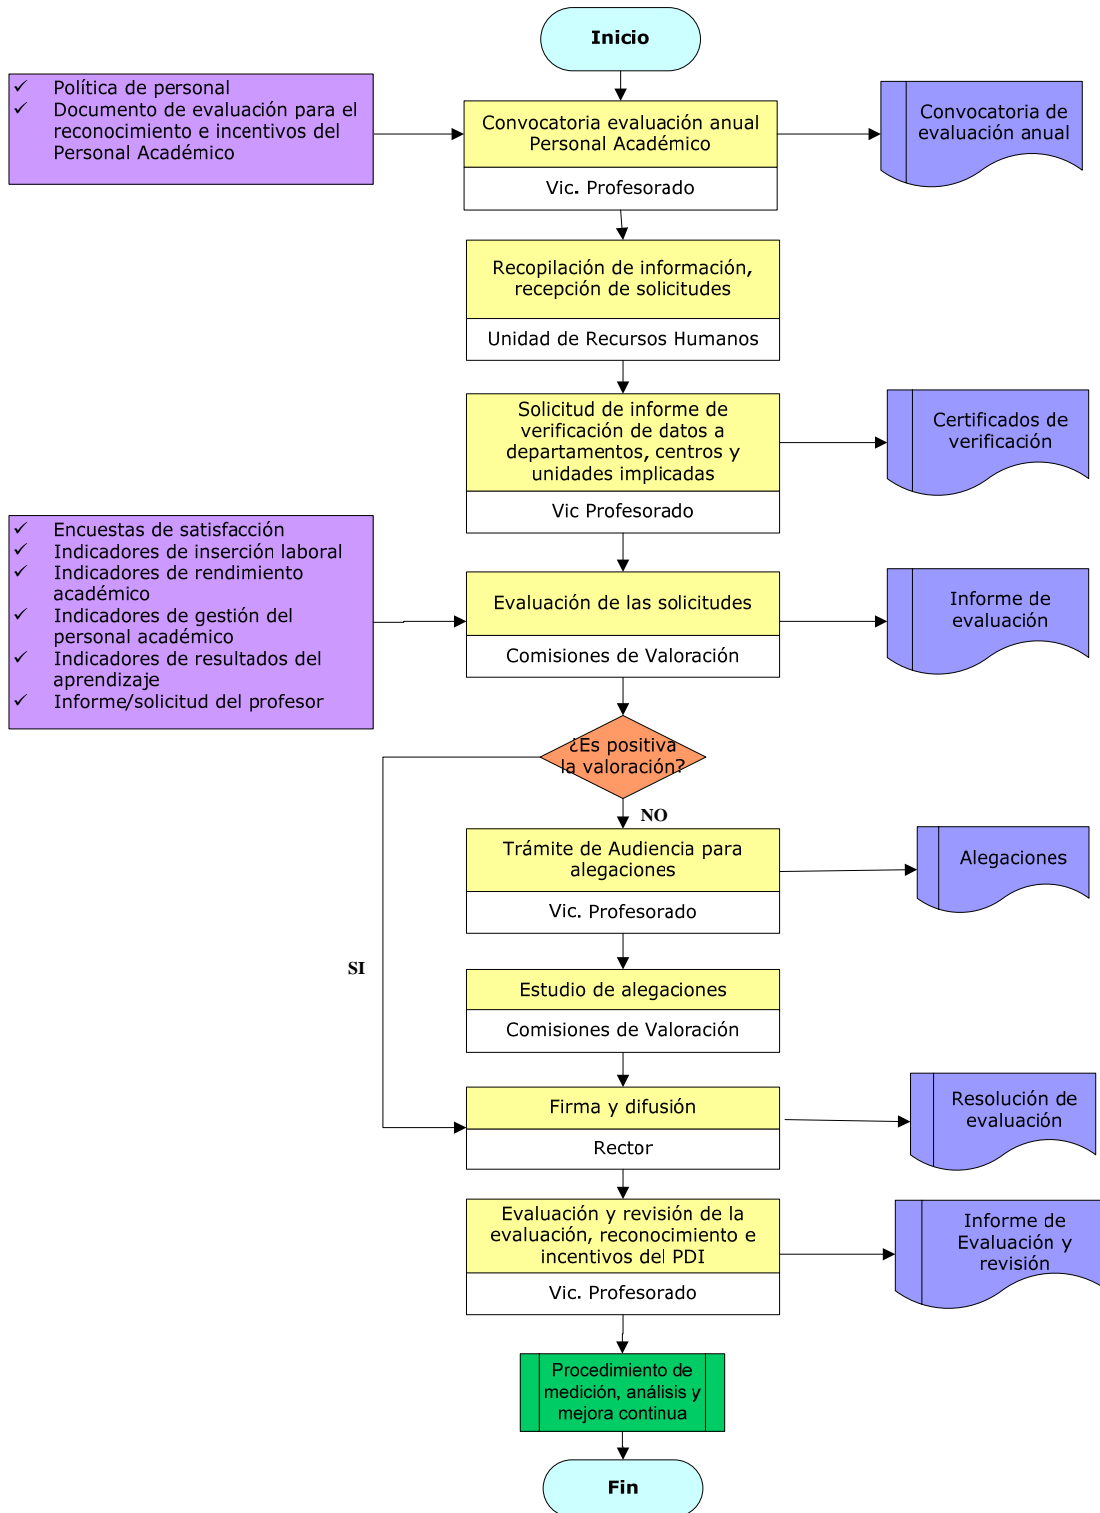 Inicio
✓ Política de personal
✓ Documento de evaluación para el
reconocimiento e incentivos del
Personal Académico
Convocatoria evaluación anual
Personal Académico
Vic. Profesorado
Convocatoria de
evaluación anual
Recopilación de información,
recepción de solicitudes
Unidad de Recursos Humanos
Solicitud de informe de
verificación de datos a
departamentos, centros y
unidades implicadas
Vic Profesorado
Certificados de
verificación
✓ Encuestas de satisfacción
✓ Indicadores de inserción laboral
✓ Indicadores de rendimiento
académico
✓ Indicadores de gestión del
personal académico
✓ Indicadores de resultados del
aprendizaje
✓ Informe/solicitud del profesor
Evaluación de las solicitudes
Comisiones de Valoración
Informe de
evaluación
¿Es positiva
la valoración?
NO
Trámite de Audiencia para
alegaciones
Vic. Profesorado
Alegaciones
SI
Estudio de alegaciones
Comisiones de Valoración
Firma y difusión
Rector
Resolución de
evaluación
Evaluación y revisión de la
evaluación, reconocimiento e
incentivos del PDI
Vic. Profesorado
Informe de
Evaluación y
revisión
Procedimiento de
medición, análisis y
mejora continua
Fin